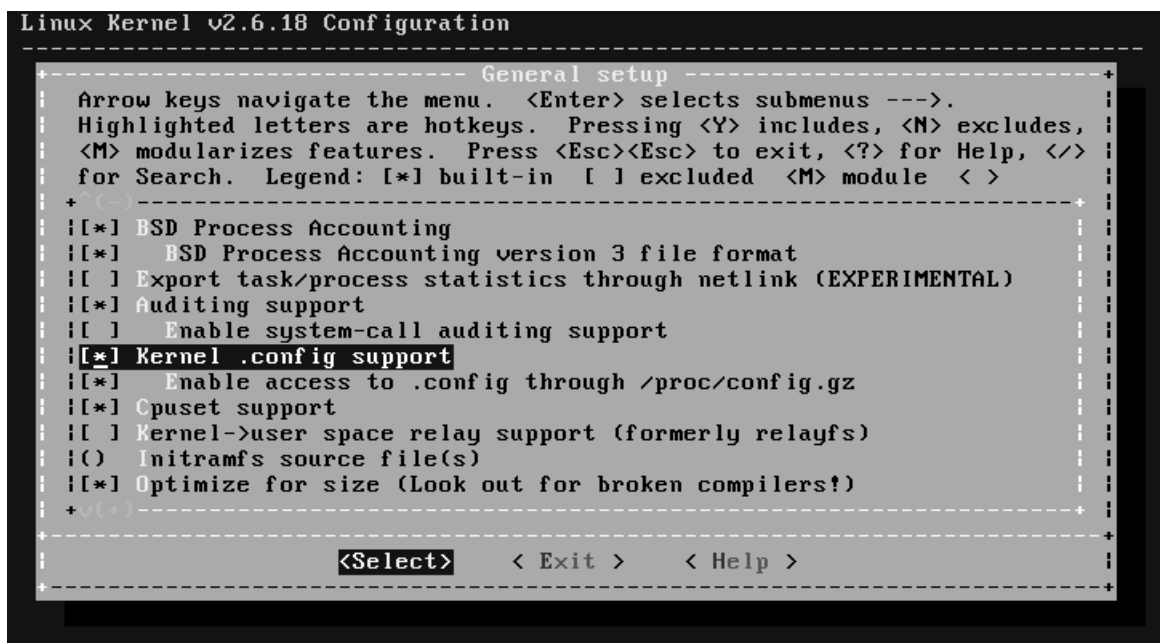 Linux Kernel v2.6.18 Configuration
General setup
Arrow keys navigate the menu.  <Enter> selects submenus --->.
Highlighted letters are hotkeys.  Pressing <Y> includes, <N> excludes,
<M> modularizes features.  Press <Esc><Esc> to exit, <?> for Help, </>
for Search.  Legend: [*] built-in  [ ] excluded  <M> module  < >
^(-)
[*] BSD Process Accounting
[*]   BSD Process Accounting version 3 file format
[ ] Export task/process statistics through netlink (EXPERIMENTAL)
[*] Auditing support
[ ]   Enable system-call auditing support
[*] Kernel .config support
[*]   Enable access to .config through /proc/config.gz
[*] Cpuset support
[ ] Kernel->user space relay support (formerly relayfs)
()  Initramfs source file(s)
[*] Optimize for size (Look out for broken compilers!)
v(+)
<Select>    < Exit >    < Help >